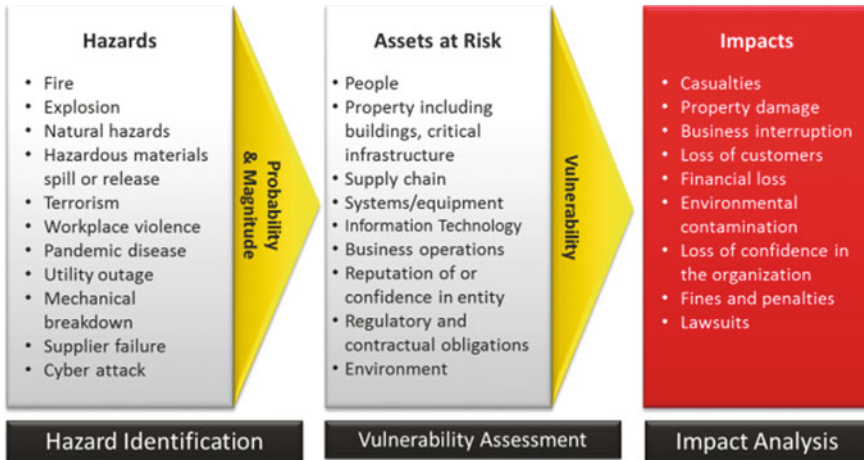 Hazards
• Fire
• Explosion
• Natural hazards
• Hazardous materials
spill or release
• Terrorism
• Workplace violence
• Pandemic disease
• Utility outage
• Mechanical
breakdown
• Supplier failure
• Cyber attack
Probability
& Magnitude
Hazard Identification
Assets at Risk
• People
• Property including
buildings, critical
infrastructure
• Supply chain
• Systems/equipment
• Information Technology
• Business operations
• Reputation of or
confidence in entity
• Regulatory and
contractual obligations
• Environment
Vulnerability
Vulnerability Assessment
Impacts
• Casualties
• Property damage
• Business interruption
• Loss of customers
• Financial loss
• Environmental
contamination
• Loss of confidence in
the organization
• Fines and penalties
• Lawsuits
Impact Analysis